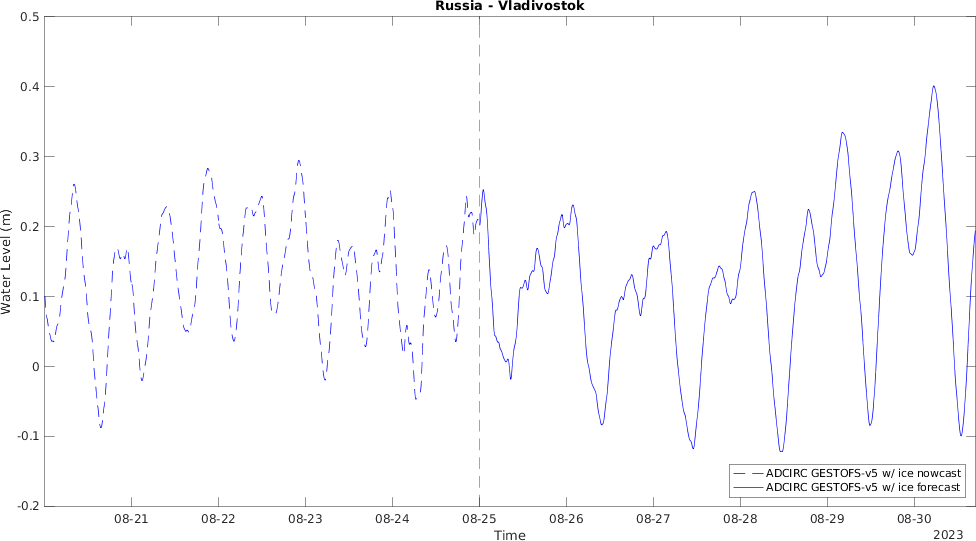 Russia - Vladivostok
Water Level (m)
0.5
0.4
0.3
0.2
0.1
0
-0.1
-0.2
ADCIRC GESTOFS-v5 w/ ice nowcast
ADCIRC GESTOFS-v5 w/ ice forecast
08-21 08-22 08-23 08-24 08-25 08-26 08-27 08-28 08-29 08-30
Time
2023